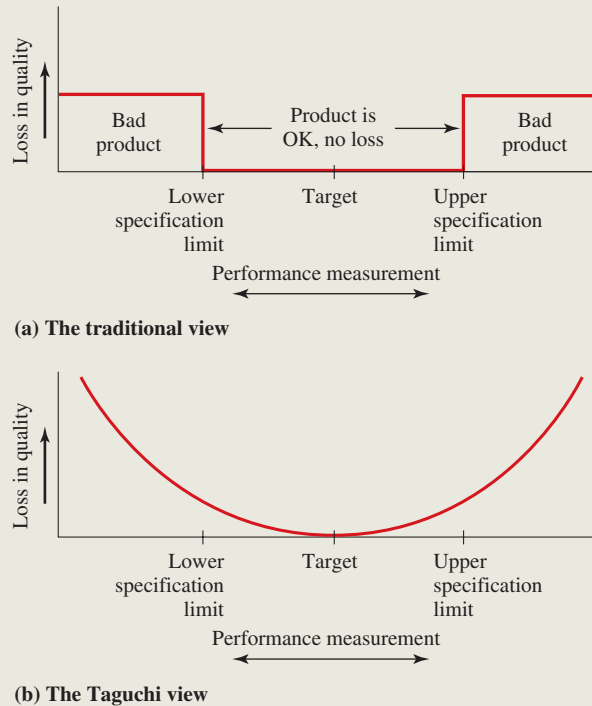 Loss in quality
Bad
product
Product is
OK, no loss
Bad
product
Lower
specification
limit
Target
Upper
specification
limit
Performance measurement
(a) The traditional view
Loss in quality
Lower
specification
limit
Target
Upper
specification
limit
Performance measurement
(b) The Taguchi view